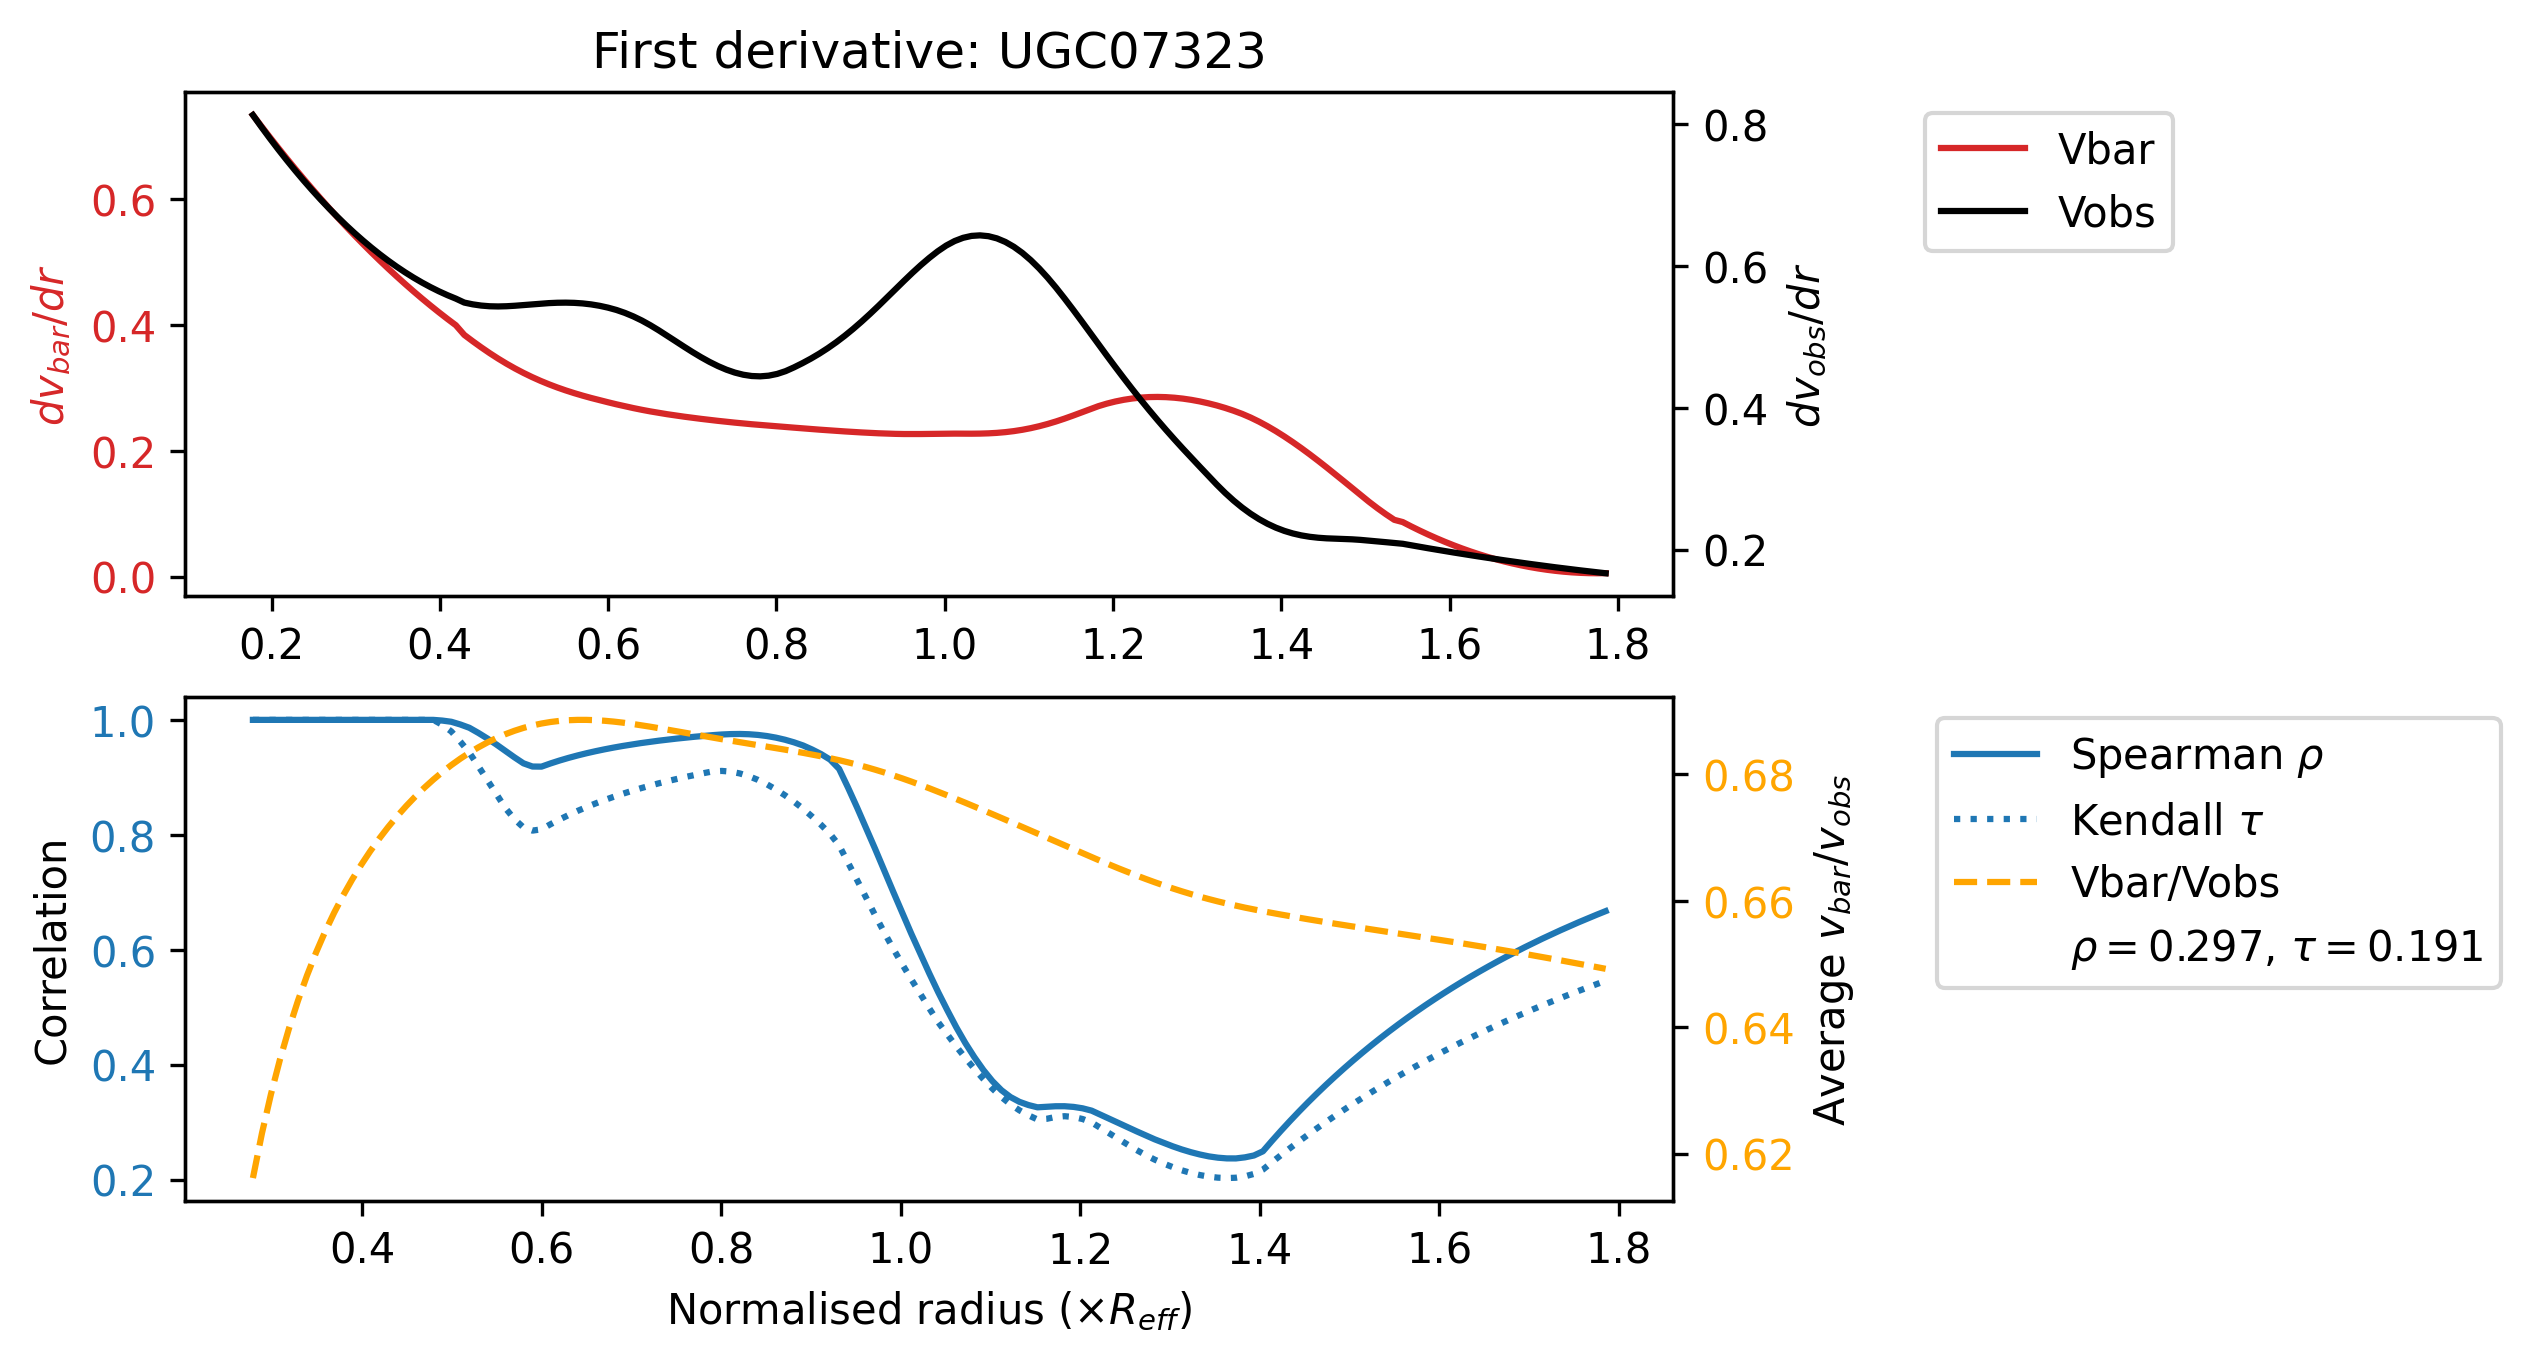 First derivative: UGC07323
dv_bar/dr
0.6
0.4
0.2
0.0
0.8
0.6
0.4
0.2
dv_obs/dr
0.2 0.4 0.6 0.8 1.0 1.2 1.4 1.6 1.8
Vbar
Vobs
Correlation
1.0
0.8
0.6
0.4
0.2
0.68
0.66
0.64
0.62
Average v_bar/v_obs
0.4 0.6 0.8 1.0 1.2 1.4 1.6 1.8
Normalised radius (×R_eff)
Spearman ρ
Kendall τ
Vbar/Vobs
ρ = 0.297, τ = 0.191